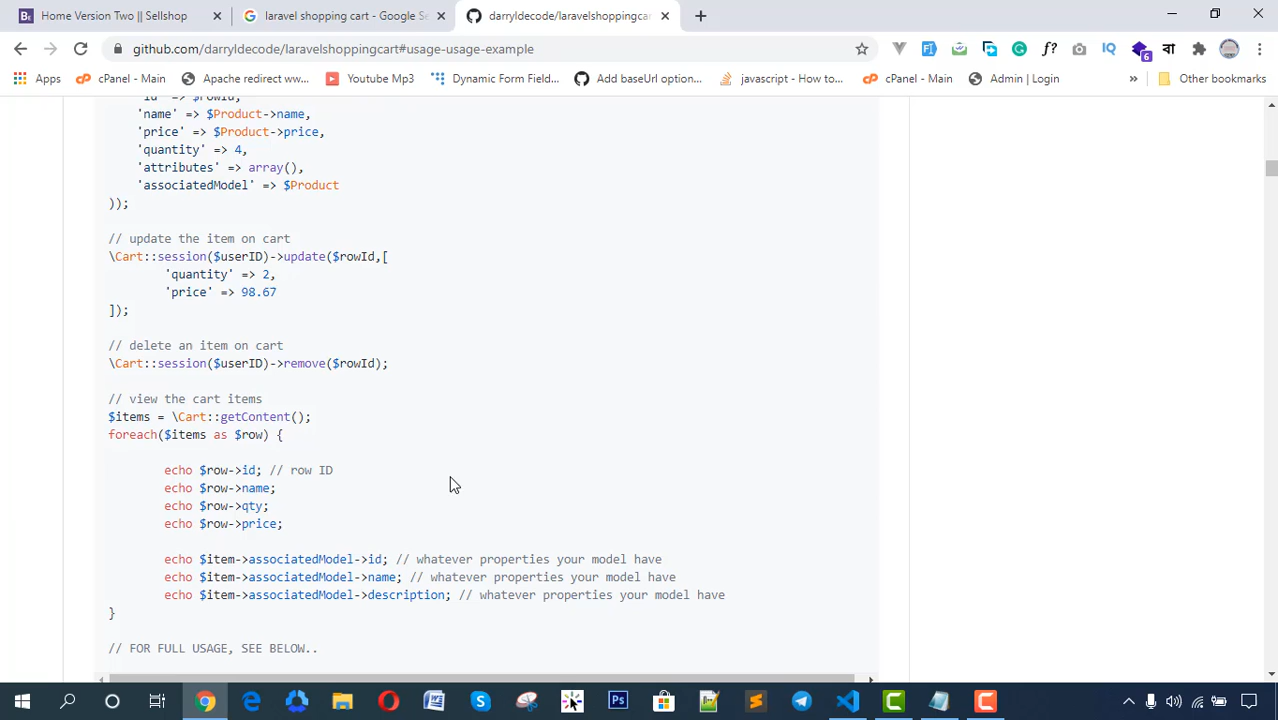 Home Version Two || Sellshop
laravel shopping cart - Google Se
darryldecode/laravelshoppingcart
github.com/darryldecode/laravelshoppingcart#usage-usage-example
Apps
cPanel - Main
Apache redirect ww...
Youtube Mp3
Dynamic Form Field...
Add baseUrl option...
javascript - How to...
cPanel - Main
Admin | Login
Other bookmarks
'id' => $rowId,
'name' => $Product->name,
'price' => $Product->price,
'quantity' => 4,
'attributes' => array(),
'associatedModel' => $Product
));
// update the item on cart
\Cart::session($userID)->update($rowId,[
'quantity' => 2,
'price' => 98.67
]);
// delete an item on cart
\Cart::session($userID)->remove($rowId);
// view the cart items
$items = \Cart::getContent();
foreach($items as $row) {
echo $row->id; // row ID
echo $row->name;
echo $row->qty;
echo $row->price;
echo $item->associatedModel->id; // whatever properties your model have
echo $item->associatedModel->name; // whatever properties your model have
echo $item->associatedModel->description; // whatever properties your model have
}
// FOR FULL USAGE, SEE BELOW..